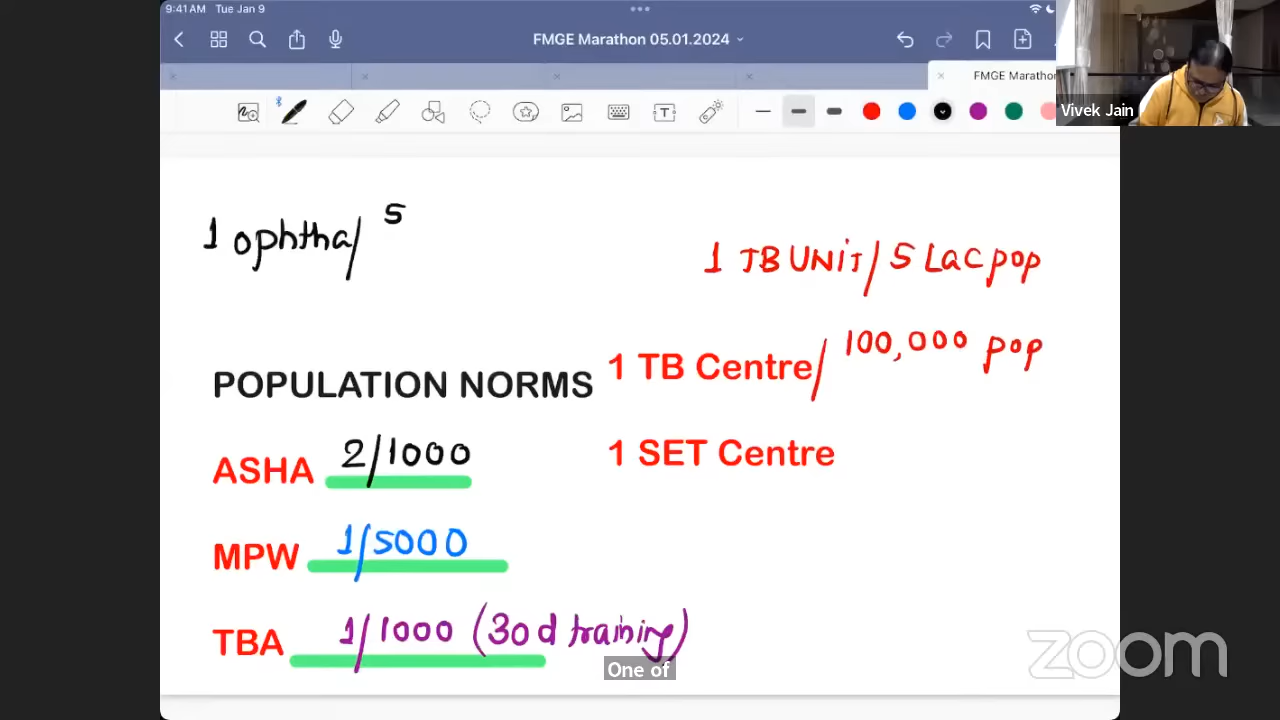 9:41 AM Tue Jan 9
FMGE Marathon 05.01.2024
FMGE Marathon
Vivek Jain
1 ophtha/ 5
1 TB UNIT/ 5 Lac pop
POPULATION NORMS
1 TB Centre/ 100,000 pop
ASHA 2/1000
1 SET Centre
MPW 1/5000
TBA 1/1000 (30 d training)
One of
zoom